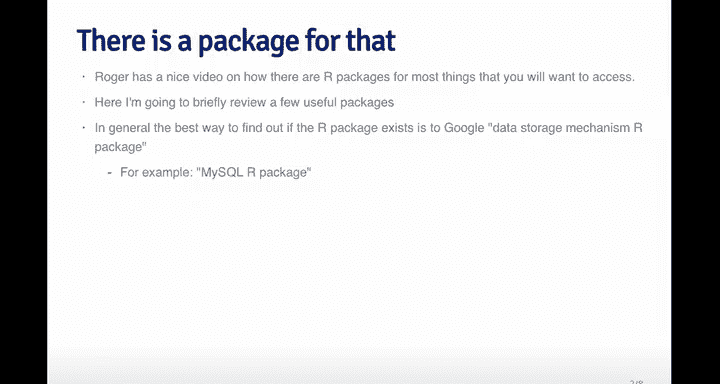 There is a package for that
· Roger has a nice video on how there are R packages for most things that you will want to access.
· Here I'm going to briefly review a few useful packages
· In general the best way to find out if the R package exists is to Google "data storage mechanism R
package"
- For example: "MySQL R package"